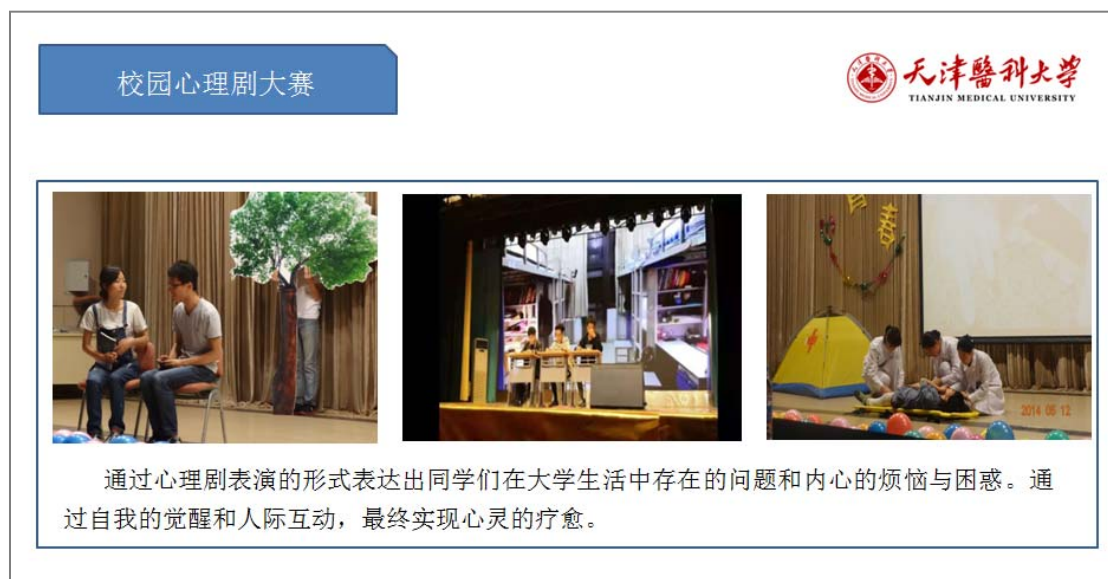 校园心理剧大赛
天津醫科大学
TIANJIN MEDICAL UNIVERSITY
青春
2014 05 12
通过心理剧表演的形式表达出同学们在大学生活中存在的问题和内心的烦恼与困惑。通
过自我的觉醒和人际互动，最终实现心灵的疗愈。